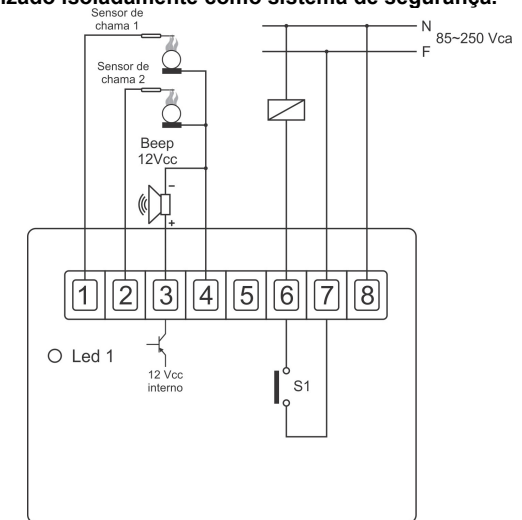 izado isoladamente como sistema de segurança.
Sensor de
chama 1
N
85~250 Vca
F
Sensor de
chama 2
Beep
12Vcc
–
+
1 2 3 4 5 6 7 8
Led 1
12 Vcc
interno
S1